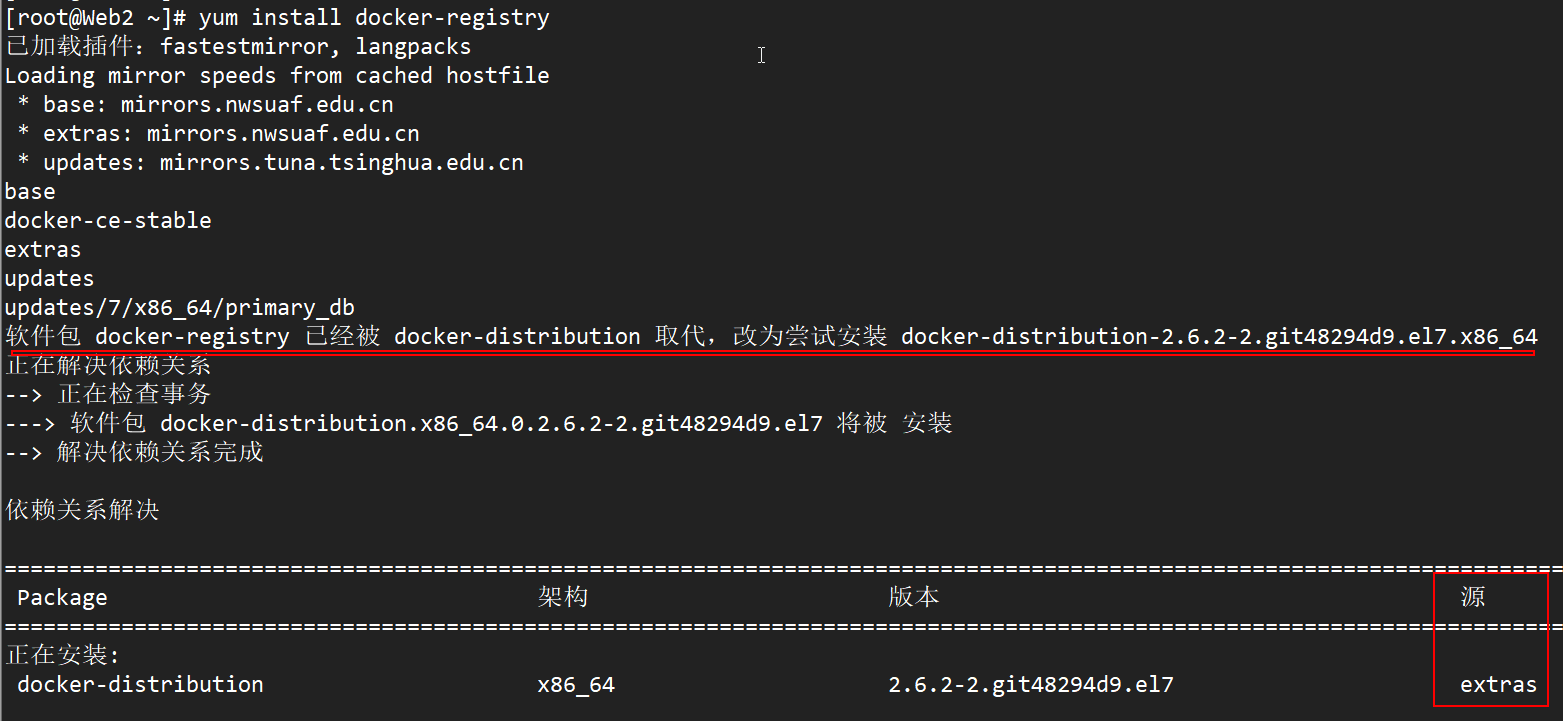 [root@Web2 ~]# yum install docker-registry
已加载插件：fastestmirror, langpacks
Loading mirror speeds from cached hostfile
 * base: mirrors.nwsuaf.edu.cn
 * extras: mirrors.nwsuaf.edu.cn
 * updates: mirrors.tuna.tsinghua.edu.cn
base
docker-ce-stable
extras
updates
updates/7/x86_64/primary_db
软件包 docker-registry 已经被 docker-distribution 取代，改为尝试安装 docker-distribution-2.6.2-2.git48294d9.el7.x86_64
正在解决依赖关系
--> 正在检查事务
---> 软件包 docker-distribution.x86_64.0.2.6.2-2.git48294d9.el7 将被 安装
--> 解决依赖关系完成
依赖关系解决
Package 架构 版本 源
正在安装:
docker-distribution x86_64 2.6.2-2.git48294d9.el7 extras